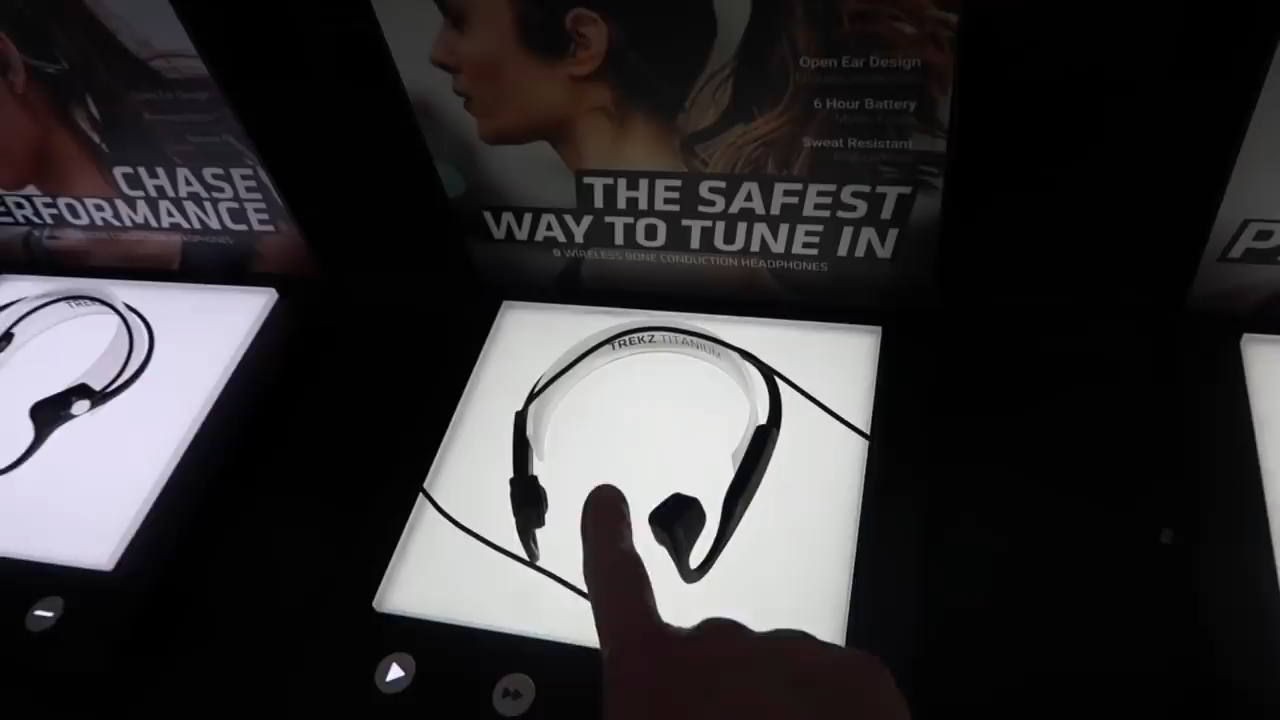 CHASE
ERFORMANCE
Open Ear Design
6 Hour Battery
Sweat Resistant
THE SAFEST
WAY TO TUNE IN
WIRELESS BONE CONDUCTION HEADPHONES
TREKZ TITANIUM